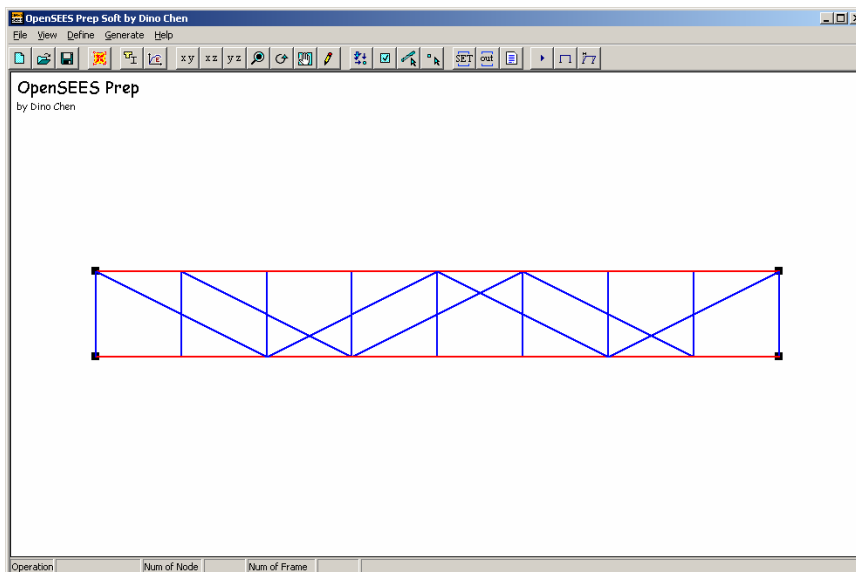 OpenSEES Prep Soft by Dino Chen
File View Define Generate Help
xy xz yz SET out
OpenSEES Prep
by Dino Chen
Operation Num of Node Num of Frame